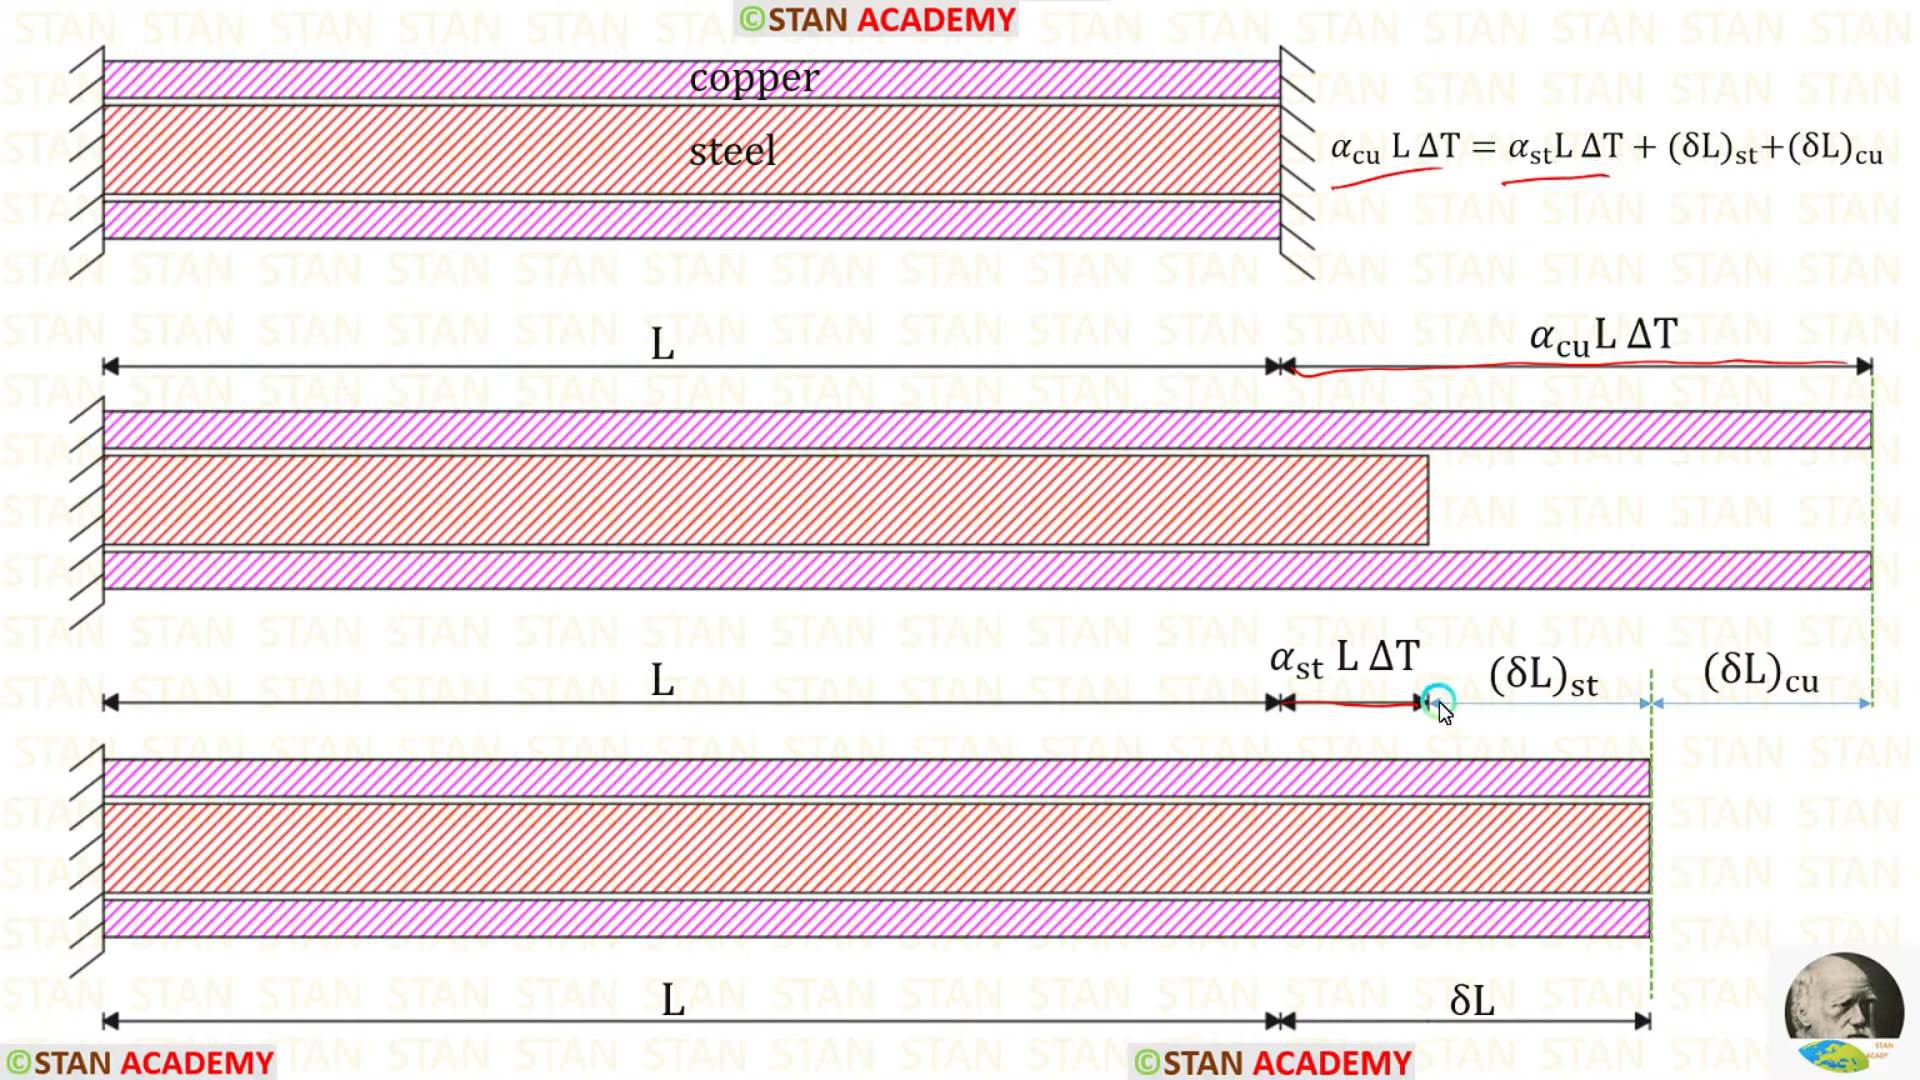 ©STAN ACADEMY
copper
steel
α_cu L ΔT = α_st L ΔT + (δL)_st+(δL)_cu
L
α_cu L ΔT
α_st L ΔT
L
(δL)_st
(δL)_cu
L
δL
©STAN ACADEMY
©STAN ACADEMY
STAN